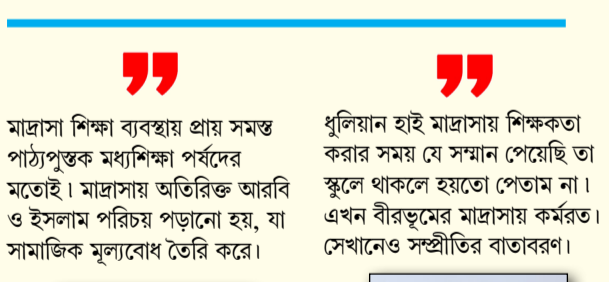 মাদ্রাসা শিক্ষা ব্যবস্থায় প্রায় সমস্ত
পাঠ্যপুস্তক মধ্যশিক্ষা পর্ষদের
মতোই। মাদ্রাসায় অতিরিক্ত আরবি
ও ইসলাম পরিচয় পড়ানো হয়, যা
সামাজিক মূল্যবোধ তৈরি করে।
ধুলিয়ান হাই মাদ্রাসায় শিক্ষকতা
করার সময় যে সম্মান পেয়েছি তা
স্কুলে থাকলে হয়তো পেতাম না।
এখন বীরভূমের মাদ্রাসায় কর্মরত।
সেখানেও সম্প্রীতির বাতাবরণ।